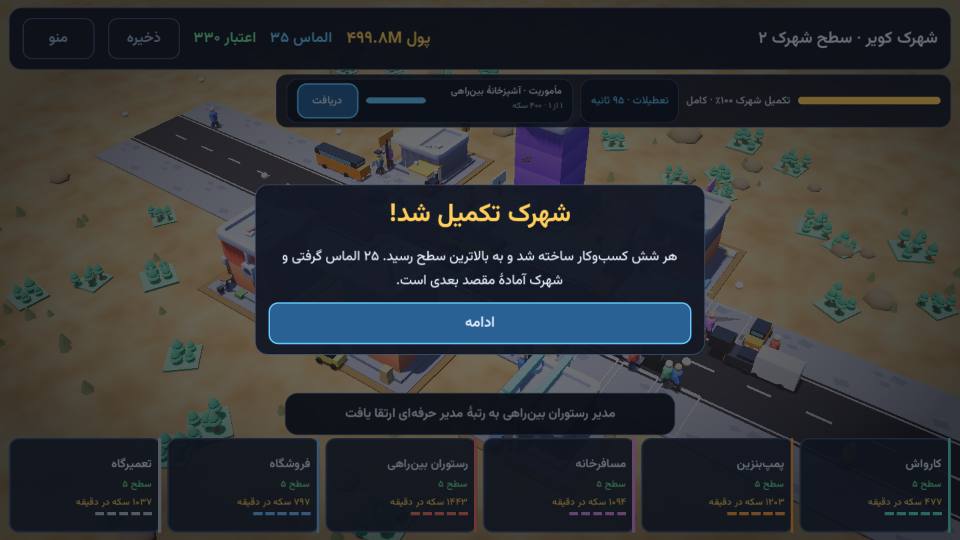 شهرک کویر · سطح شهرک ۲
پول ۴۹۹.۸M
الماس ۳۵
اعتبار ۳۳۰
ذخیره
منو
تکمیل شهرک ۱۰۰٪ · کامل
تعطیلات · ۹۵ ثانیه
مأموریت · آشپزخانهٔ بین‌راهی
۱ از ۱ · ۴۰۰ سکه
دریافت
شهرک تکمیل شد!
هر شش کسب‌وکار ساخته شد و به بالاترین سطح رسید. ۲۵ الماس گرفتی و
شهرک آمادهٔ مقصد بعدی است.
ادامه
مدیر رستوران بین‌راهی به رتبهٔ مدیر حرفه‌ای ارتقا یافت
کارواش
سطح ۵
۴۷۷ سکه در دقیقه
پمپ‌بنزین
سطح ۵
۱۲۰۳ سکه در دقیقه
مسافرخانه
سطح ۵
۱۰۹۴ سکه در دقیقه
رستوران بین‌راهی
سطح ۵
۱۴۴۳ سکه در دقیقه
فروشگاه
سطح ۵
۷۹۷ سکه در دقیقه
تعمیرگاه
سطح ۵
۱۰۳۷ سکه در دقیقه